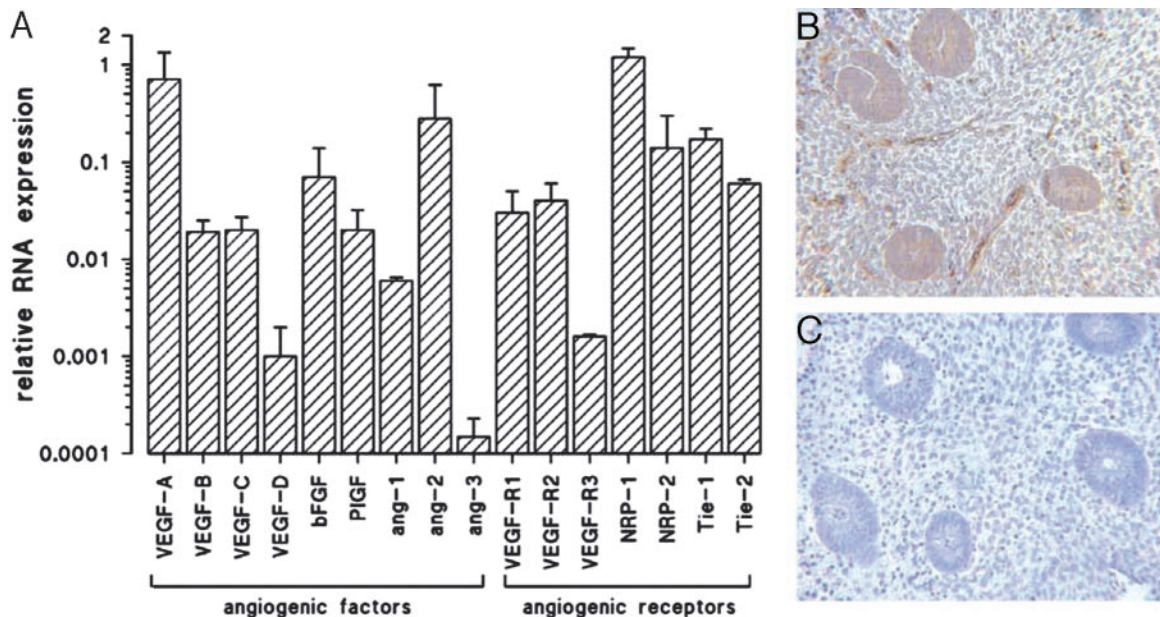 A
relative RNA expression
2
1
0.1
0.01
0.001
0.0001
VEGF-A
VEGF-B
VEGF-C
VEGF-D
bFGF
PlGF
ang-1
ang-2
ang-3
VEGF-R1
VEGF-R2
VEGF-R3
NRP-1
NRP-2
Tie-1
Tie-2
angiogenic factors
angiogenic receptors
B
C